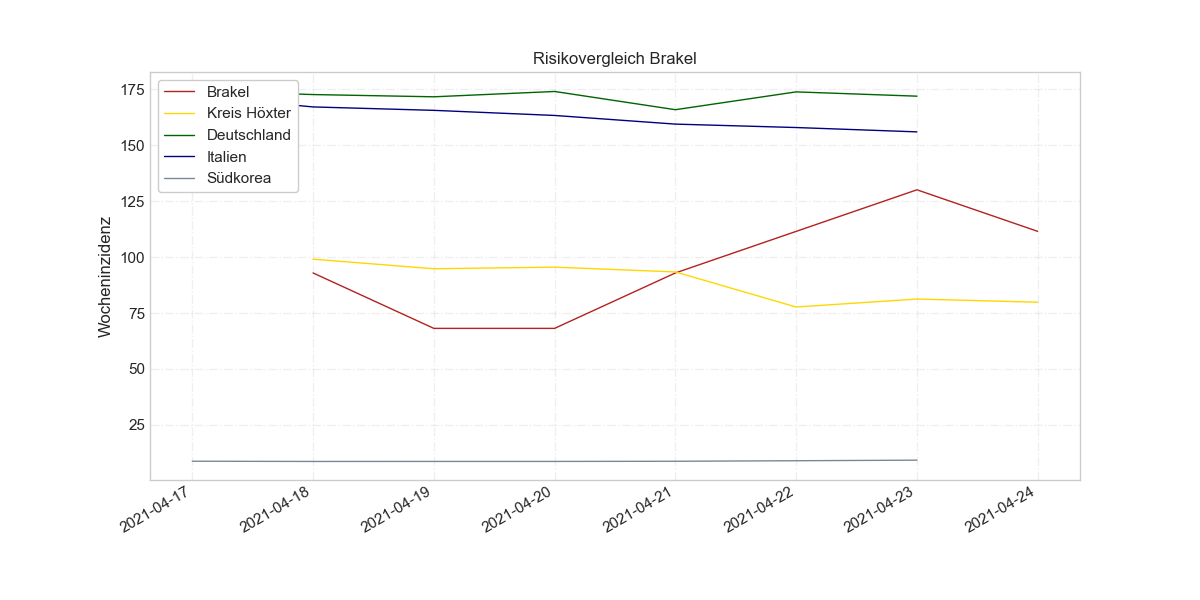 Risikovergleich Brakel
Wocheninzidenz
175
150
125
100
75
50
25
Brakel
Kreis Höxter
Deutschland
Italien
Südkorea
2021-04-17
2021-04-18
2021-04-19
2021-04-20
2021-04-21
2021-04-22
2021-04-23
2021-04-24